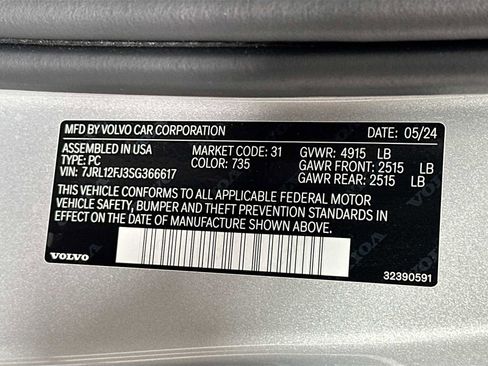 MFD BY VOLVO CAR CORPORATION DATE: 05/24
ASSEMBLED IN USA MARKET CODE: 31 GVWR: 4915 LB
TYPE: PC COLOR: 735 GAWR FRONT: 2515 LB
VIN: 7JRL12FJ3SG366617 GAWR REAR: 2515 LB
THIS VEHICLE CONFORMS TO ALL APPLICABLE FEDERAL MOTOR
VEHICLE SAFETY, BUMPER AND THEFT PREVENTION STANDARDS IN
EFFECT ON THE DATE OF MANUFACTURE SHOWN ABOVE.
VOLVO 32390591